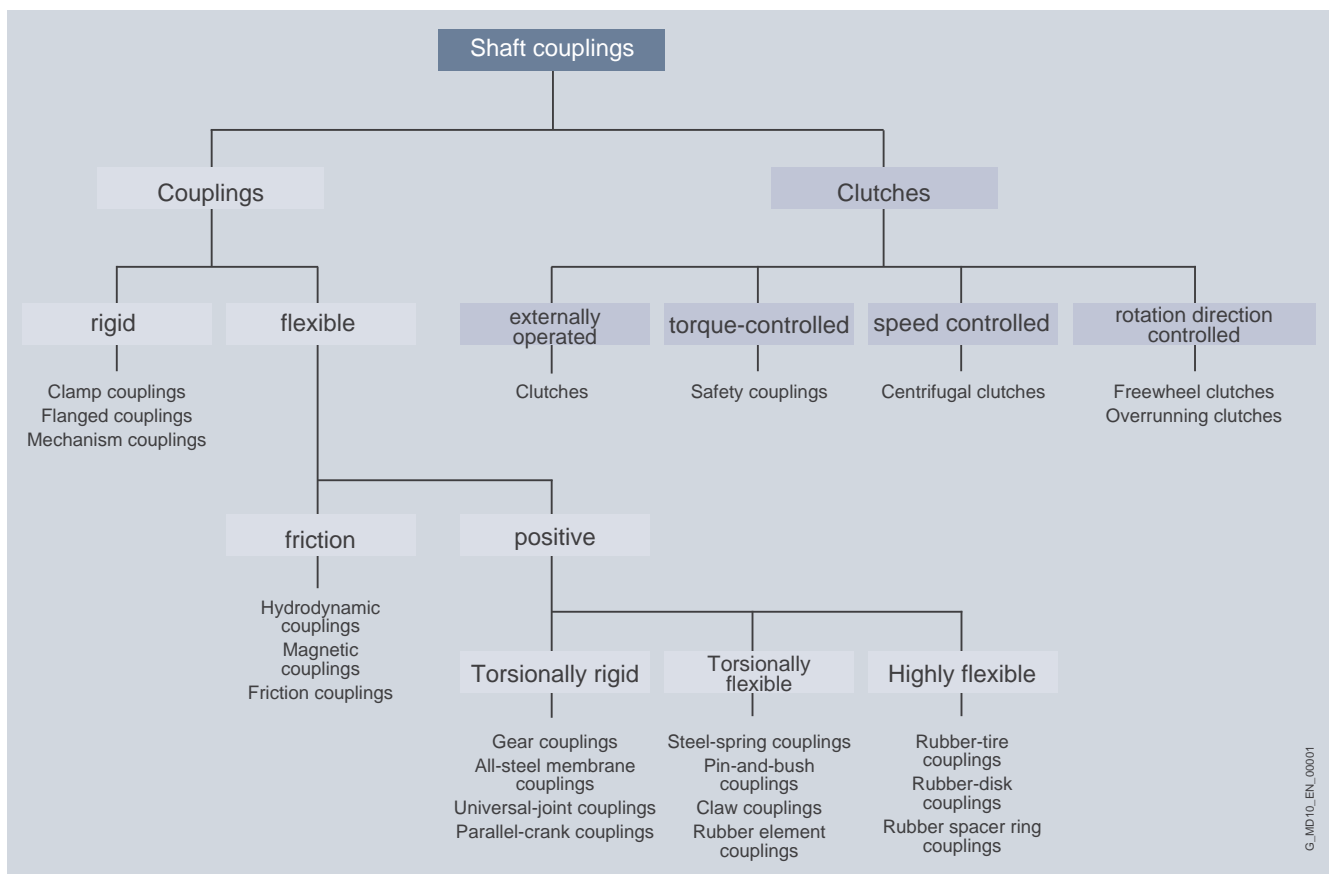 Shaft couplings
Couplings
Clutches
rigid
flexible
externally
operated
torque-controlled
speed controlled
rotation direction
controlled
Clamp couplings
Flanged couplings
Mechanism couplings
Clutches
Safety couplings
Centrifugal clutches
Freewheel clutches
Overrunning clutches
friction
positive
Hydrodynamic
couplings
Magnetic
couplings
Friction couplings
Torsionally rigid
Torsionally
flexible
Highly flexible
Gear couplings
All-steel membrane
couplings
Universal-joint couplings
Parallel-crank couplings
Steel-spring couplings
Pin-and-bush
couplings
Claw couplings
Rubber element
couplings
Rubber-tire
couplings
Rubber-disk
couplings
Rubber spacer ring
couplings
G_MD10_EN_00001